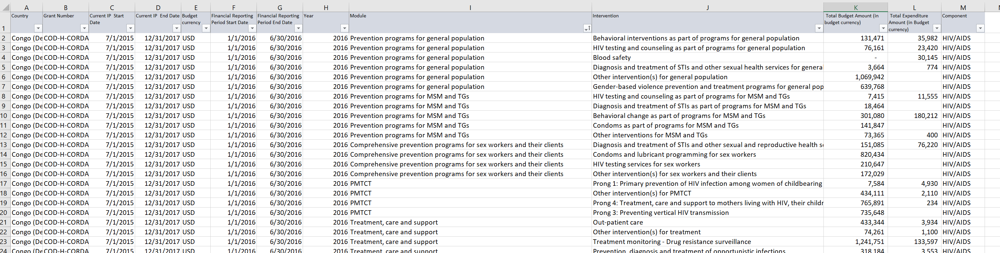 A B C D E F G H I J K L M
1 Country Grant Number Current IP Start Date Current IP End Date Budget currency Financial Reporting Period Start Date Financial Reporting Period End Date Year Module Intervention Total Budget Amount (in budget currency) Total Expenditure Amount (in Budget currency) Component
2 Congo (De COD-H-CORDA 7/1/2015 12/31/2017 USD 1/1/2016 6/30/2016 2016 Prevention programs for general population Behavioral interventions as part of programs for general population 131,471 35,982 HIV/AIDS
3 Congo (De COD-H-CORDA 7/1/2015 12/31/2017 USD 1/1/2016 6/30/2016 2016 Prevention programs for general population HIV testing and counseling as part of programs for general population 76,161 23,420 HIV/AIDS
4 Congo (De COD-H-CORDA 7/1/2015 12/31/2017 USD 1/1/2016 6/30/2016 2016 Prevention programs for general population Blood safety - 30,145 HIV/AIDS
5 Congo (De COD-H-CORDA 7/1/2015 12/31/2017 USD 1/1/2016 6/30/2016 2016 Prevention programs for general population Diagnosis and treatment of STIs and other sexual health services for general 3,664 774 HIV/AIDS
6 Congo (De COD-H-CORDA 7/1/2015 12/31/2017 USD 1/1/2016 6/30/2016 2016 Prevention programs for general population Other intervention(s) for general population 1,069,942 HIV/AIDS
7 Congo (De COD-H-CORDA 7/1/2015 12/31/2017 USD 1/1/2016 6/30/2016 2016 Prevention programs for general population Gender-based violence prevention and treatment programs for general pop 639,768 HIV/AIDS
8 Congo (De COD-H-CORDA 7/1/2015 12/31/2017 USD 1/1/2016 6/30/2016 2016 Prevention programs for MSM and TGs HIV testing and counseling as part of programs for MSM and TGs 7,415 11,555 HIV/AIDS
9 Congo (De COD-H-CORDA 7/1/2015 12/31/2017 USD 1/1/2016 6/30/2016 2016 Prevention programs for MSM and TGs Diagnosis and treatment of STIs as part of programs for MSM and TGs 18,464 HIV/AIDS
10 Congo (De COD-H-CORDA 7/1/2015 12/31/2017 USD 1/1/2016 6/30/2016 2016 Prevention programs for MSM and TGs Behavioral change as part of programs for MSM and TGs 301,080 180,212 HIV/AIDS
11 Congo (De COD-H-CORDA 7/1/2015 12/31/2017 USD 1/1/2016 6/30/2016 2016 Prevention programs for MSM and TGs Condoms as part of programs for MSM and TGs 141,847 HIV/AIDS
12 Congo (De COD-H-CORDA 7/1/2015 12/31/2017 USD 1/1/2016 6/30/2016 2016 Prevention programs for MSM and TGs Other interventions for MSM and TGs 73,365 400 HIV/AIDS
13 Congo (De COD-H-CORDA 7/1/2015 12/31/2017 USD 1/1/2016 6/30/2016 2016 Comprehensive prevention programs for sex workers and their clients Diagnosis and treatment of STIs and other sexual and reproductive health se 151,085 76,220 HIV/AIDS
14 Congo (De COD-H-CORDA 7/1/2015 12/31/2017 USD 1/1/2016 6/30/2016 2016 Comprehensive prevention programs for sex workers and their clients Condoms and lubricant programming for sex workers 820,434 HIV/AIDS
15 Congo (De COD-H-CORDA 7/1/2015 12/31/2017 USD 1/1/2016 6/30/2016 2016 Comprehensive prevention programs for sex workers and their clients HIV testing services for sex workers 210,647 HIV/AIDS
16 Congo (De COD-H-CORDA 7/1/2015 12/31/2017 USD 1/1/2016 6/30/2016 2016 Comprehensive prevention programs for sex workers and their clients Other intervention(s) for sex workers and their clients 172,029 HIV/AIDS
17 Congo (De COD-H-CORDA 7/1/2015 12/31/2017 USD 1/1/2016 6/30/2016 2016 PMTCT Prong 1: Primary prevention of HIV infection among women of childbearing 7,584 4,930 HIV/AIDS
18 Congo (De COD-H-CORDA 7/1/2015 12/31/2017 USD 1/1/2016 6/30/2016 2016 PMTCT Other intervention(s) for PMTCT 434,111 2,110 HIV/AIDS
19 Congo (De COD-H-CORDA 7/1/2015 12/31/2017 USD 1/1/2016 6/30/2016 2016 PMTCT Prong 4: Treatment, care and support to mothers living with HIV, their childr 765,891 234 HIV/AIDS
20 Congo (De COD-H-CORDA 7/1/2015 12/31/2017 USD 1/1/2016 6/30/2016 2016 PMTCT Prong 3: Preventing vertical HIV transmission 735,648 HIV/AIDS
21 Congo (De COD-H-CORDA 7/1/2015 12/31/2017 USD 1/1/2016 6/30/2016 2016 Treatment, care and support Out-patient care 433,344 3,934 HIV/AIDS
22 Congo (De COD-H-CORDA 7/1/2015 12/31/2017 USD 1/1/2016 6/30/2016 2016 Treatment, care and support Other intervention(s) for treatment 74,261 1,100 HIV/AIDS
23 Congo (De COD-H-CORDA 7/1/2015 12/31/2017 USD 1/1/2016 6/30/2016 2016 Treatment, care and support Treatment monitoring - Drug resistance surveillance 1,241,751 133,597 HIV/AIDS
24 Congo (De COD-H-CORDA 7/1/2015 12/31/2017 USD 1/1/2016 6/30/2016 2016 Treatment, care and support Prevention, diagnosis and treatment of opportunistic infections 318,184 3,553 HIV/AIDS